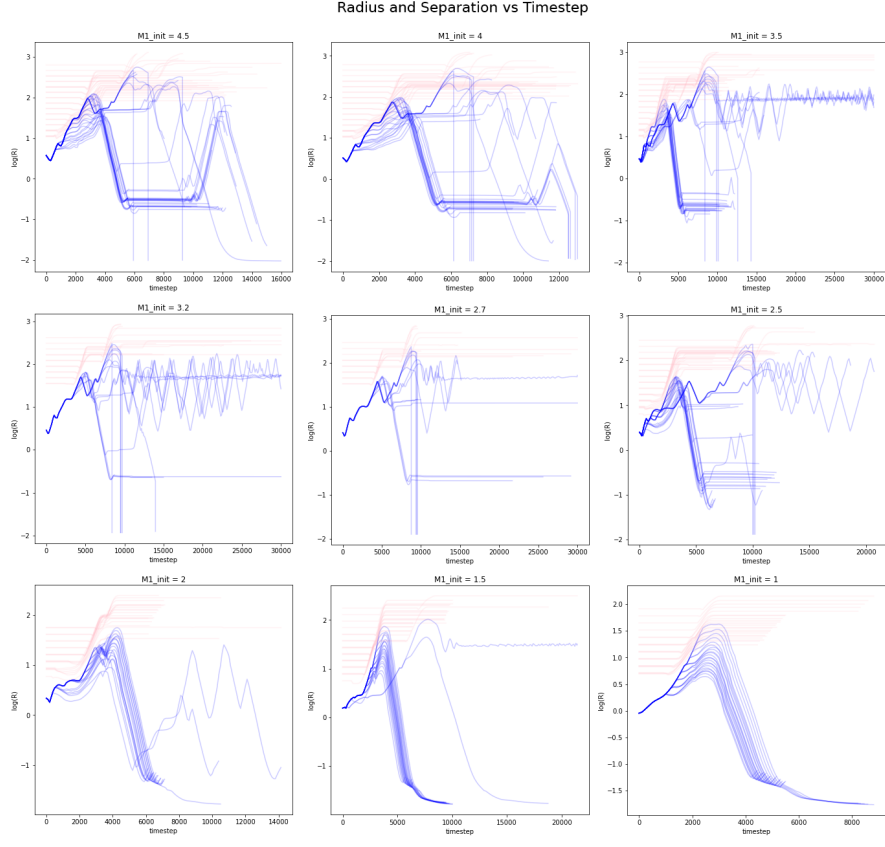 Radius and Separation vs Timestep
M1_init = 4.5
M1_init = 4
M1_init = 3.5
log(R)
3
2
1
0
−1
−2
0 2000 4000 6000 8000 10000 12000 14000 16000
timestep
log(R)
3
2
1
0
−1
−2
0 2000 4000 6000 8000 10000 12000
timestep
log(R)
3
2
1
0
−1
−2
0 5000 10000 15000 20000 25000 30000
timestep
M1_init = 3.2
M1_init = 2.7
M1_init = 2.5
log(R)
3
2
1
0
−1
−2
0 5000 10000 15000 20000 25000 30000
timestep
log(R)
3
2
1
0
−1
−2
0 5000 10000 15000 20000 25000 30000
timestep
log(R)
3
2
1
0
−1
−2
0 5000 10000 15000 20000
timestep
M1_init = 2
M1_init = 1.5
M1_init = 1
log(R)
2
1
0
−1
0 2000 4000 6000 8000 10000 12000 14000
timestep
log(R)
2
1
0
−1
0 5000 10000 15000 20000
timestep
log(R)
2.0
1.5
1.0
0.5
0.0
−0.5
−1.0
−1.5
0 2000 4000 6000 8000
timestep